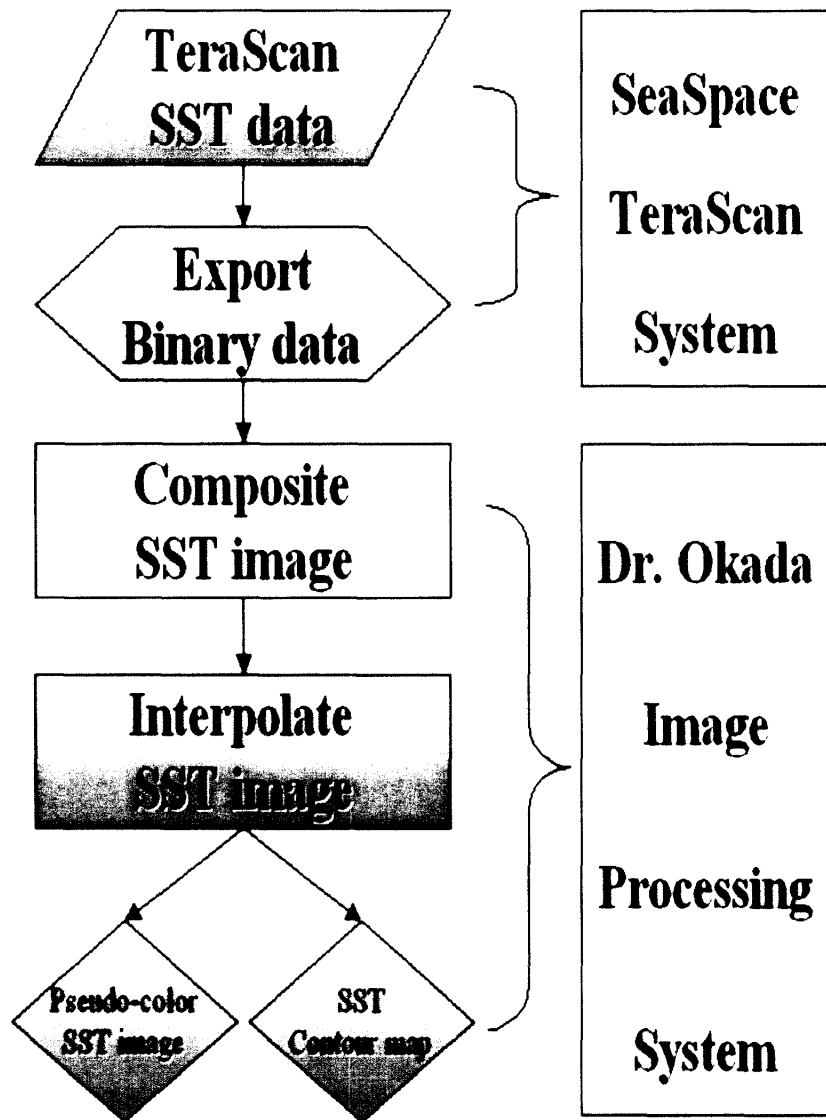 TeraScan
SST data
Export
Binary data
Composite
SST image
Interpolate
SST image
Pseudo-color
SST image
SST
Contour map
SeaSpace
TeraScan
System
Dr. Okada
Image
Processing
System